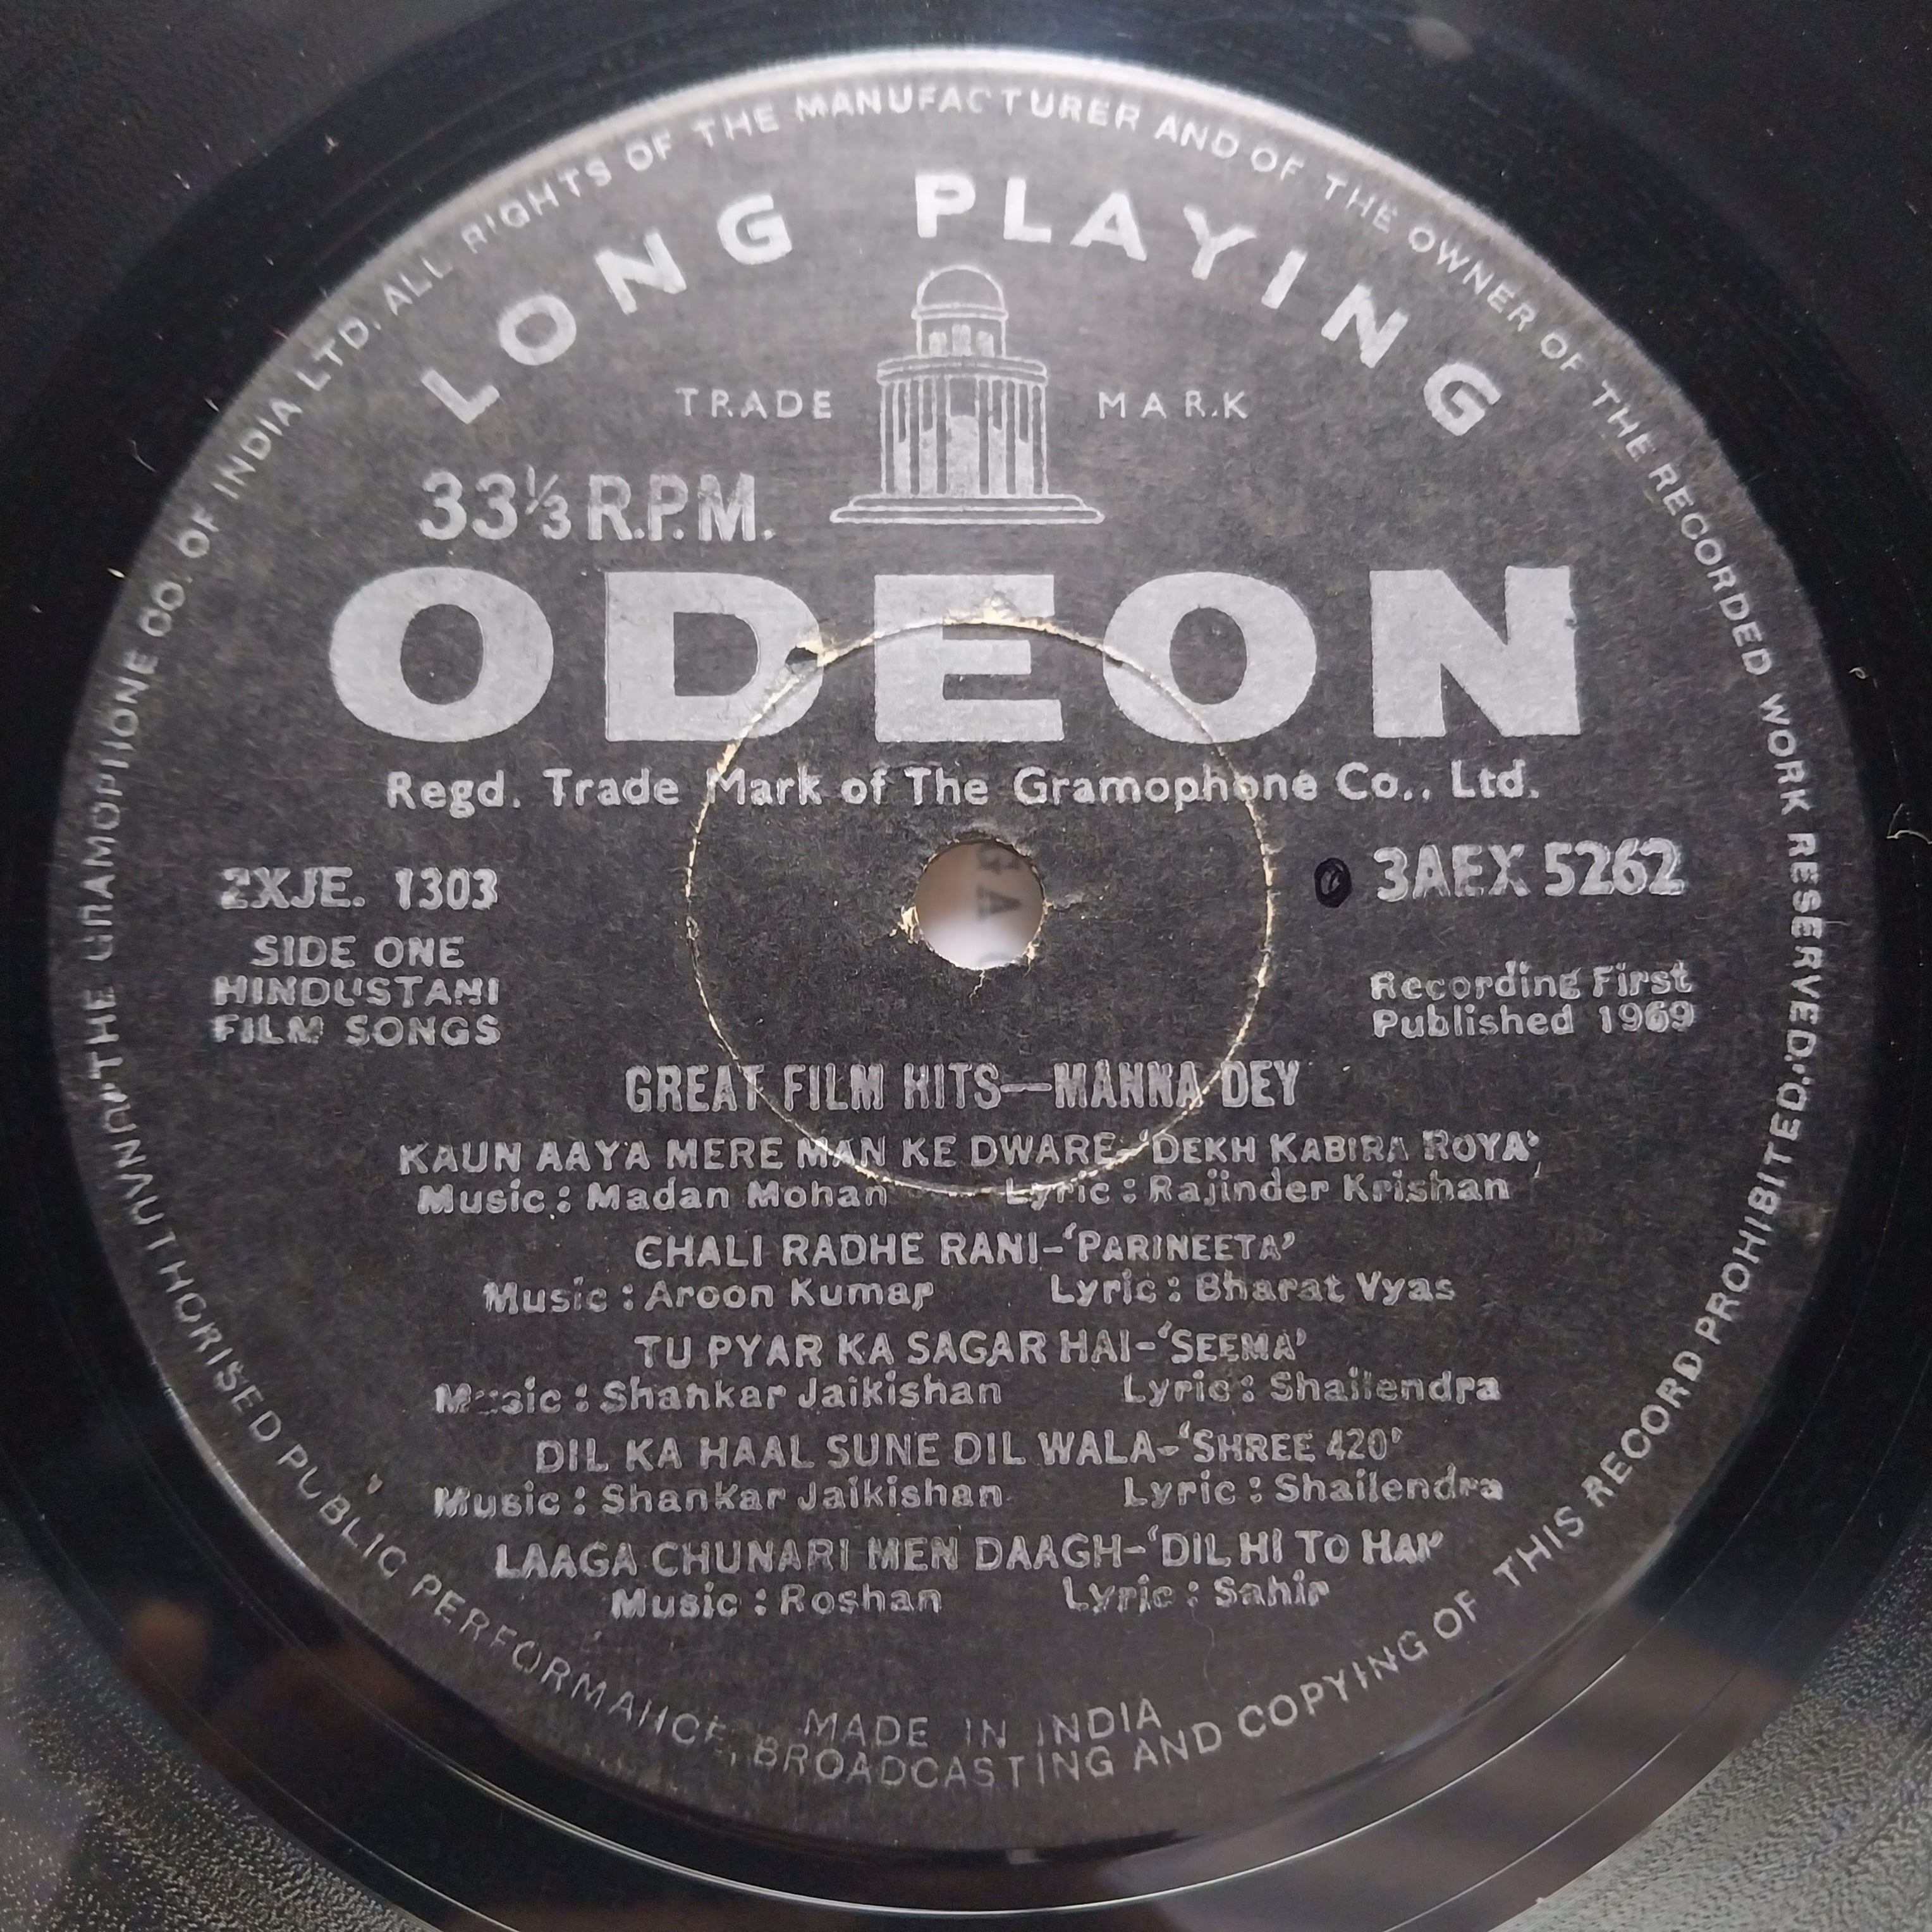 THE GRAMOPHONE CO. OF INDIA LTD. ALL RIGHTS OF THE MANUFACTURER AND OF THE OWNER OF THE RECORDED WORK RESERVED. UNAUTHORISED PUBLIC PERFORMANCE, BROADCASTING AND COPYING OF THIS RECORD PROHIBITED.
LONG PLAYING
TRADE MARK
33⅓ R.P.M.
ODEON
Regd. Trade Mark of The Gramophone Co., Ltd.
2XJE. 1303
3AEX 5262
SIDE ONE
HINDUSTANI
FILM SONGS
Recording First
Published 1969
GREAT FILM HITS—MANNA DEY
KAUN AAYA MERE MAN KE DWARE-'DEKH KABIRA ROYA'
Music : Madan Mohan Lyric : Rajinder Krishan
CHALI RADHE RANI-'PARINEETA'
Music : Aroon Kumar Lyric : Bharat Vyas
TU PYAR KA SAGAR HAI-'SEEMA'
Music : Shankar Jaikishan Lyric : Shailendra
DIL KA HAAL SUNE DIL WALA-'SHREE 420'
Music : Shankar Jaikishan Lyric : Shailendra
LAAGA CHUNARI MEN DAAGH-'DIL HI TO HAI'
Music : Roshan Lyric : Sahir
MADE IN INDIA